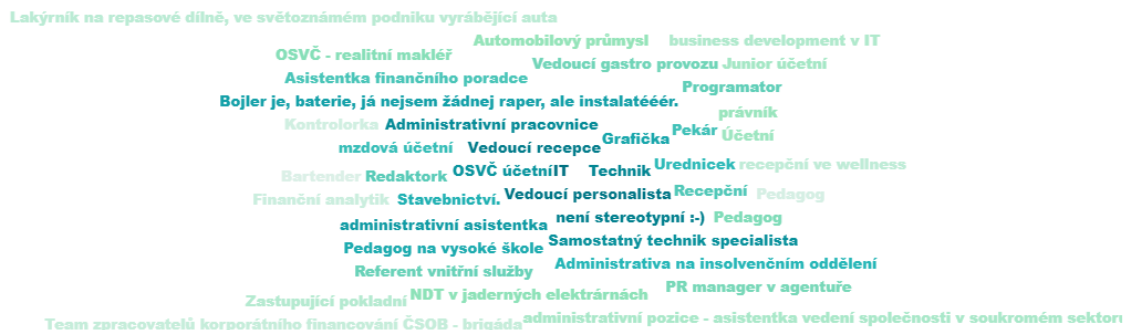 Lakýrník na repasové dílně, ve světoznámém podniku vyrábějící auta
Automobilový průmysl business development v IT
OSVČ - realitní makléř
Vedoucí gastro provozu Junior účetní
Asistentka finančního poradce
Programator
Bojler je, baterie, já nejsem žádnej raper, ale instalatééér.
právník
Kontrolorka Administrativní pracovnice
Pekár
Grafička Účetní
mzdová účetní Vedoucí recepce
OSVČ účetní IT Technik Urednicek recepční ve wellness
Bartender Redaktork
Vedoucí personalista Recepční Pedagog
Finanční analytik Stavebnictví.
není stereotypní :-) Pedagog
administrativní asistentka
Pedagog na vysoké škole Samostatný technik specialista
Referent vnitřní služby Administrativa na insolvenčním oddělení
PR manager v agentuře
Zastupující pokladní NDT v jaderných elektrárnách
Team zpracovatelů korporátního financování ČSOB - brigáda administrativní pozice - asistentka vedení společnosti v soukromém sektoru